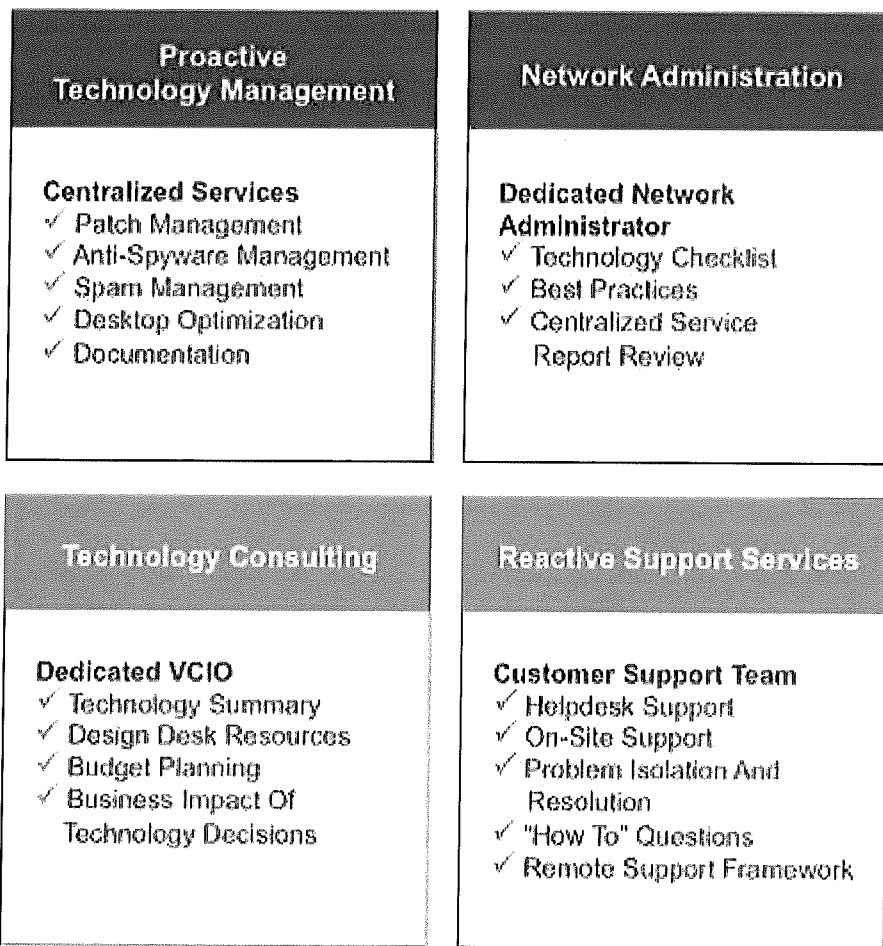 Proactive
Technology Management
Centralized Services
✓ Patch Management
✓ Anti-Spyware Management
✓ Spam Management
✓ Desktop Optimization
✓ Documentation
Network Administration
Dedicated Network
Administrator
✓ Technology Checklist
✓ Best Practices
✓ Centralized Service
Report Review
Technology Consulting
Dedicated VCIO
✓ Technology Summary
✓ Design Desk Resources
✓ Budget Planning
✓ Business Impact Of
Technology Decisions
Reactive Support Services
Customer Support Team
✓ Helpdesk Support
✓ On-Site Support
✓ Problem Isolation And
Resolution
✓ "How To" Questions
✓ Remote Support Framework